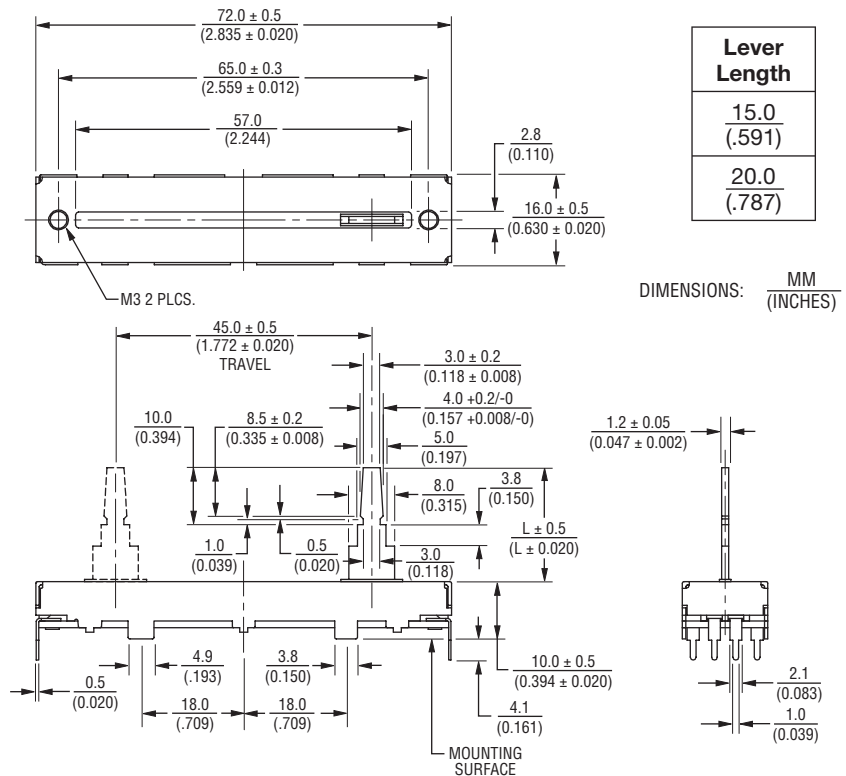 72.0 ± 0.5
(2.835 ± 0.020)
65.0 ± 0.3
(2.559 ± 0.012)
57.0
(2.244)
2.8
(0.110)
16.0 ± 0.5
(0.630 ± 0.020)
M3 2 PLCS.
Lever
Length
15.0
(.591)
20.0
(.787)
DIMENSIONS: MM
(INCHES)
45.0 ± 0.5
(1.772 ± 0.020)
TRAVEL
3.0 ± 0.2
(0.118 ± 0.008)
4.0 +0.2/-0
(0.157 +0.008/-0)
5.0
(0.197)
10.0
(0.394)
8.5 ± 0.2
(0.335 ± 0.008)
8.0
(0.315)
3.8
(0.150)
1.0
(0.039)
0.5
(0.020)
3.0
(0.118)
L ± 0.5
(L ± 0.020)
1.2 ± 0.05
(0.047 ± 0.002)
0.5
(0.020)
4.9
(.193)
3.8
(0.150)
18.0
(.709)
18.0
(.709)
10.0 ± 0.5
(0.394 ± 0.020)
4.1
(0.161)
MOUNTING
SURFACE
2.1
(0.083)
1.0
(0.039)